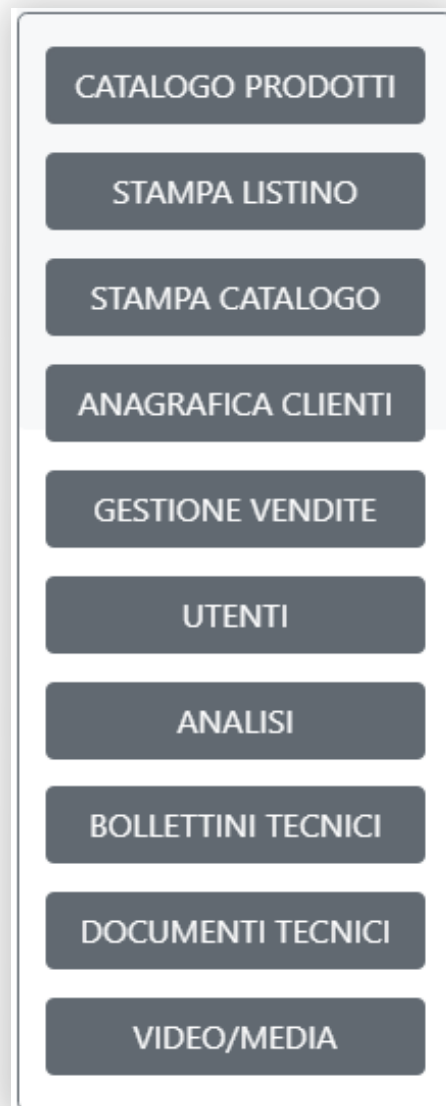 CATALOGO PRODOTTI
STAMPA LISTINO
STAMPA CATALOGO
ANAGRAFICA CLIENTI
GESTIONE VENDITE
UTENTI
ANALISI
BOLLETTINI TECNICI
DOCUMENTI TECNICI
VIDEO/MEDIA